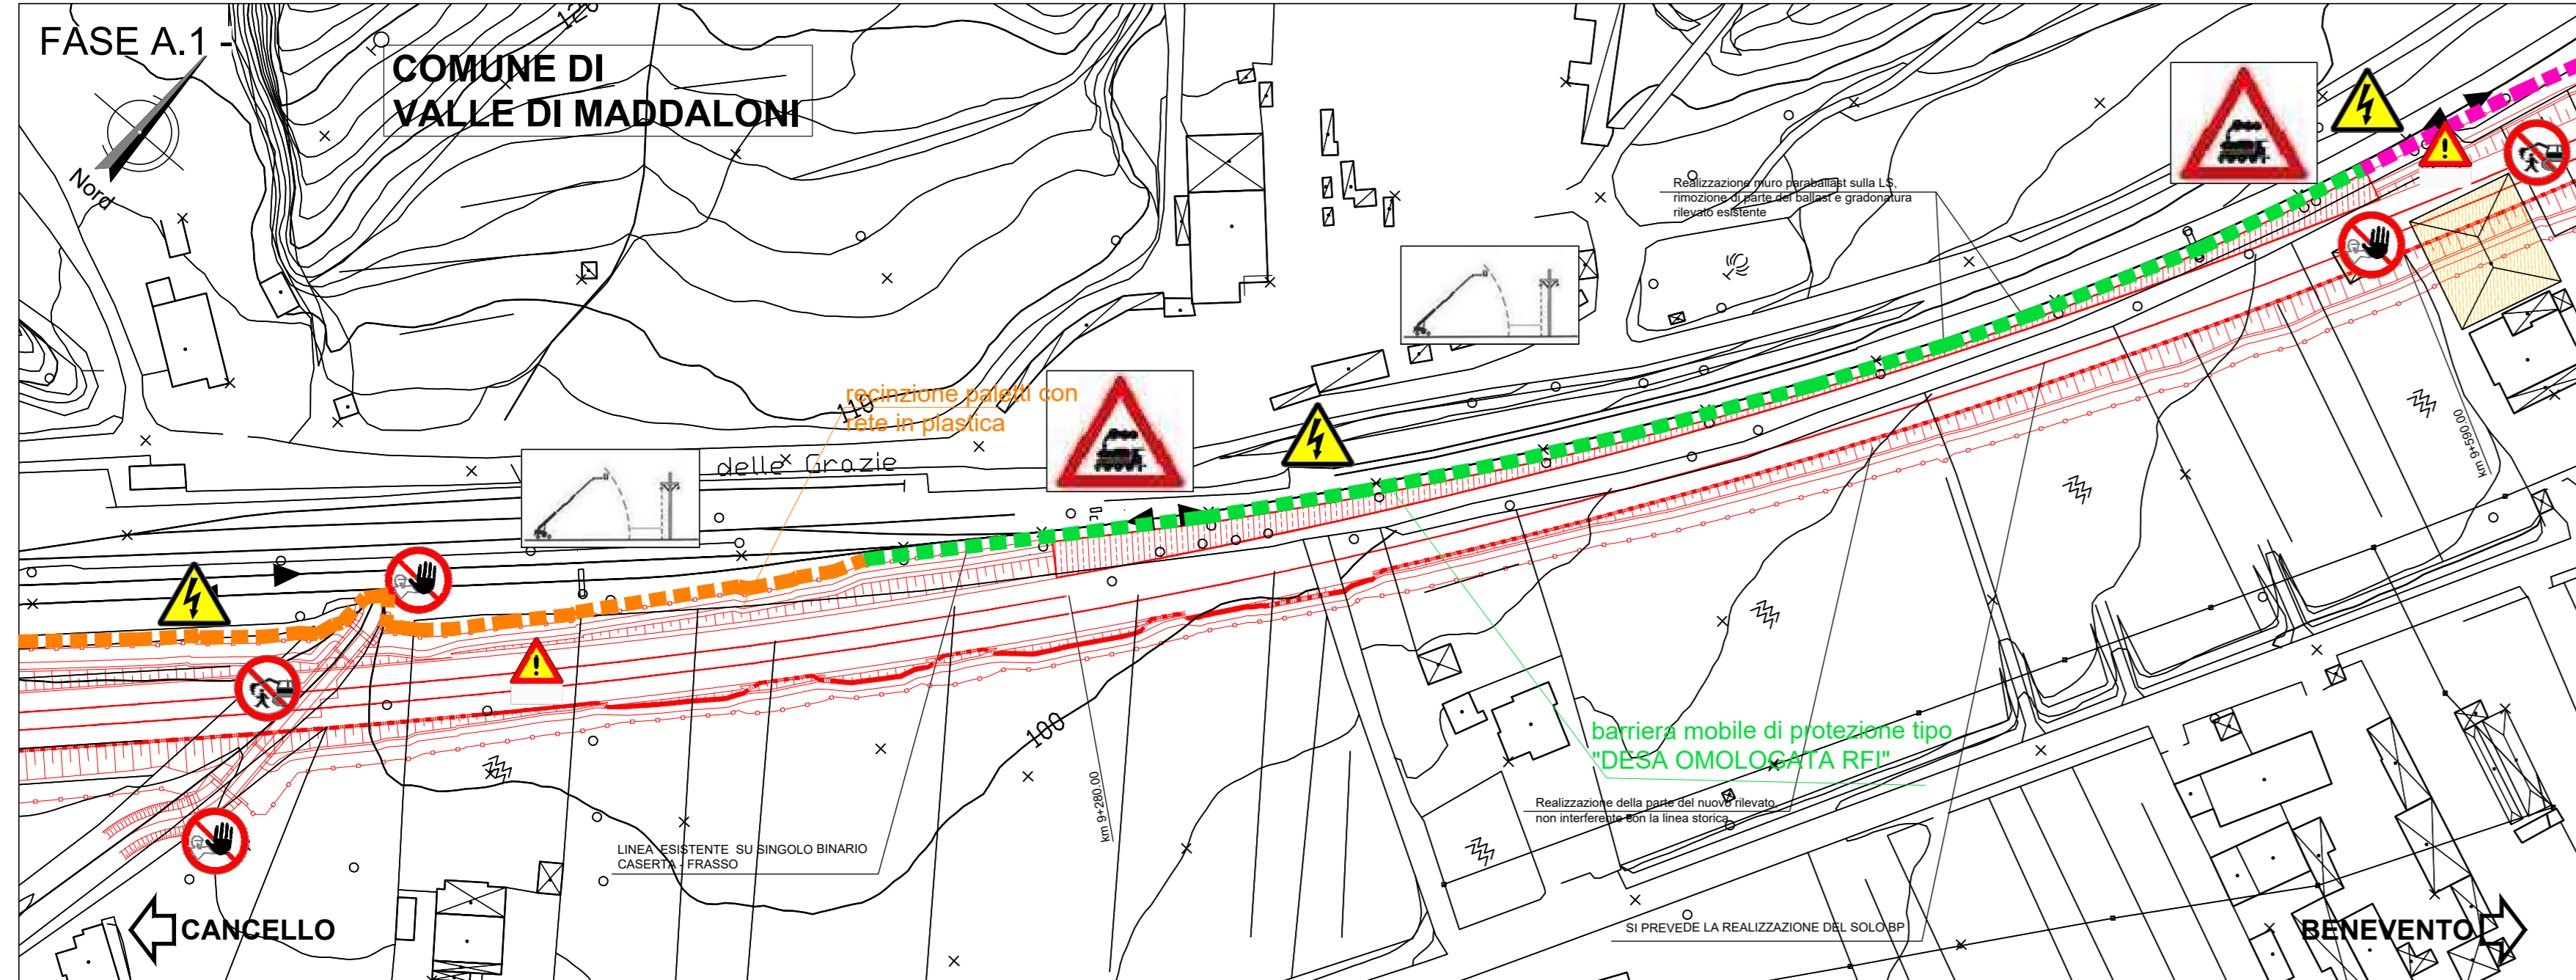 FASE A.1 -
120
COMUNE DI
VALLE DI MADDALONI
Nord
Realizzazione muro paraballast sulla LS,
rimozione di parte del ballast e gradonatura
rilevato esistente
recinzione paletti con
rete in plastica
110
delle Grazie
km 9+590.00
100
km 9+280.00
barriera mobile di protezione tipo
"DESA OMOLOGATA RFI"
Realizzazione della parte del nuovo rilevato
non interferente con la linea storica
LINEA ESISTENTE SU SINGOLO BINARIO
CASERTA - FRASSO
SI PREVEDE LA REALIZZAZIONE DEL SOLO BP
CANCELLO
BENEVENTO